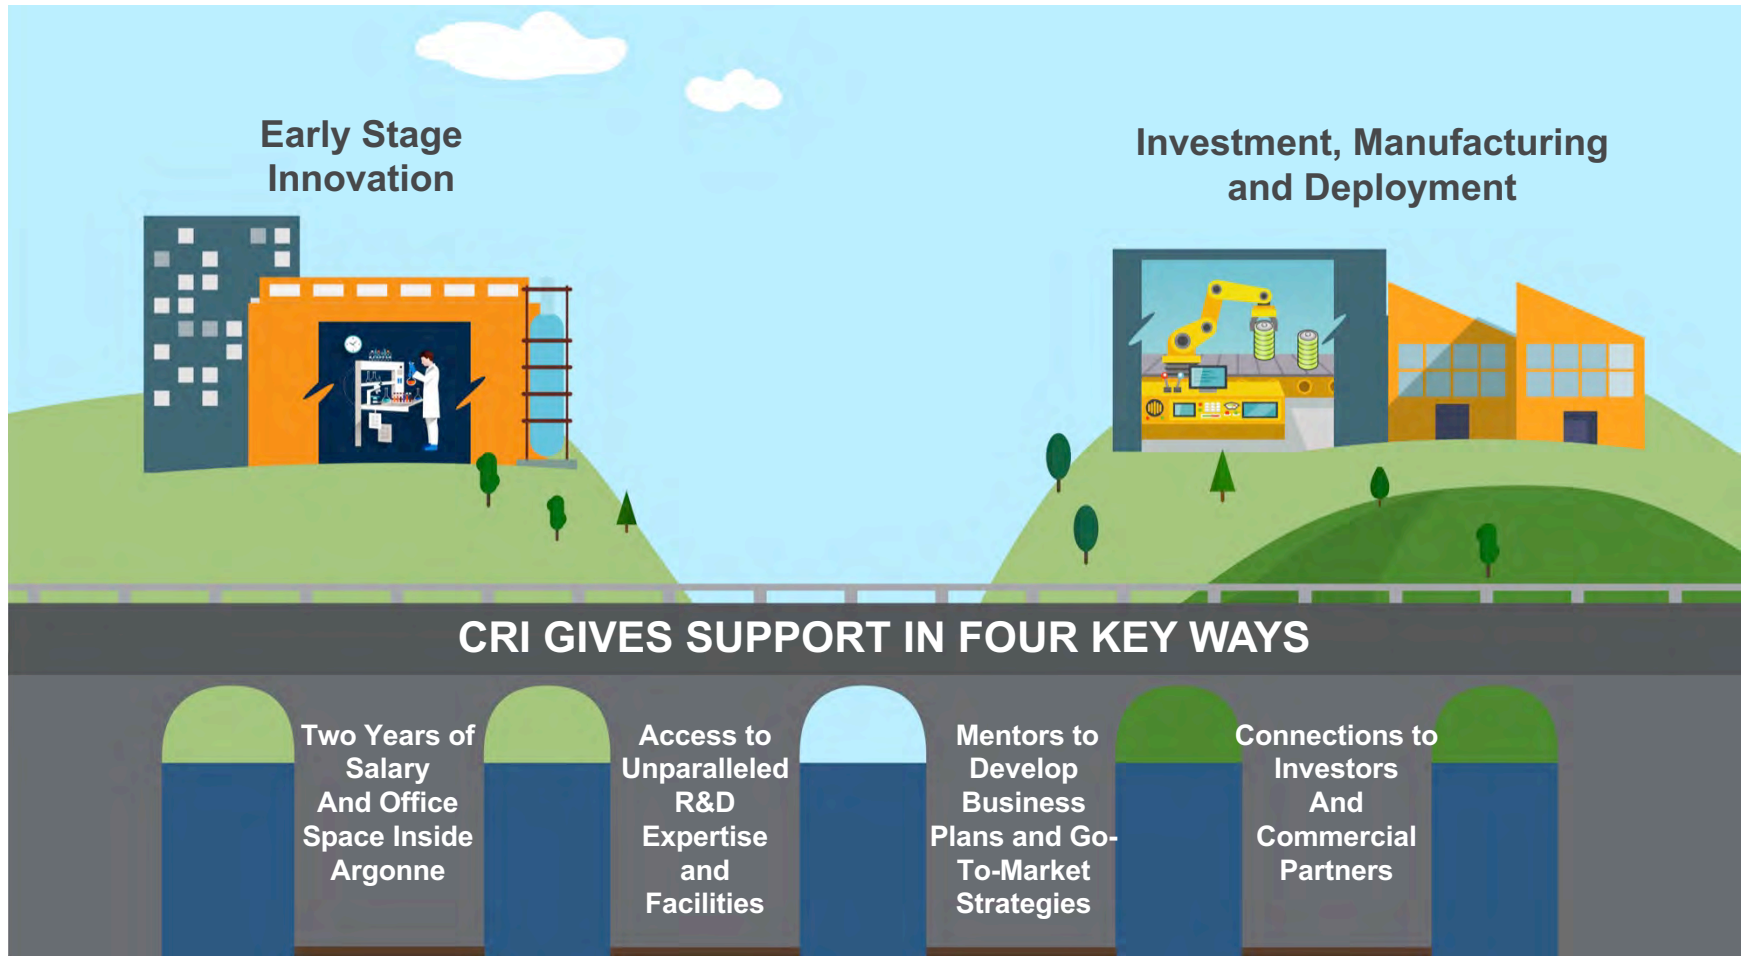 Early Stage
Innovation
Investment, Manufacturing
and Deployment
CRI GIVES SUPPORT IN FOUR KEY WAYS
Two Years of
Salary
And Office
Space Inside
Argonne
Access to
Unparalleled
R&D
Expertise
and
Facilities
Mentors to
Develop
Business
Plans and Go-
To-Market
Strategies
Connections to
Investors
And
Commercial
Partners